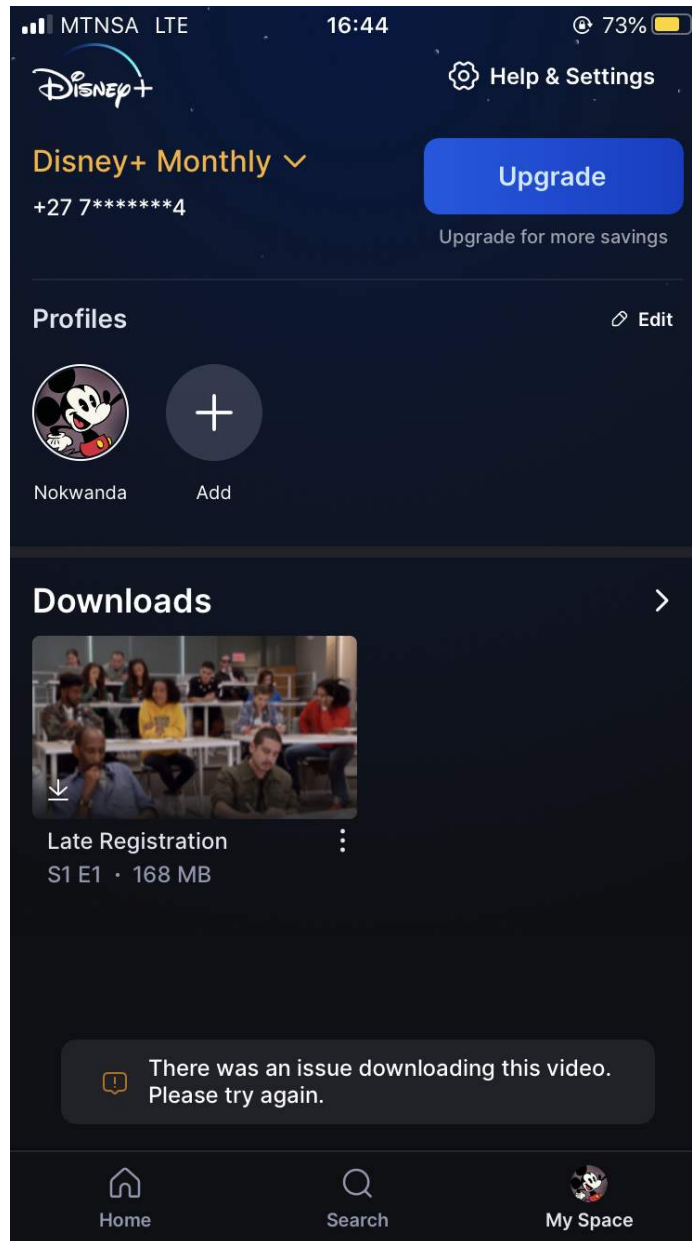 MTNSA LTE 16:44 73%
Disney+ Help & Settings
Disney+ Monthly Upgrade
+27 7*******4
Upgrade for more savings
Profiles Edit
Nokwanda Add
Downloads
Late Registration
S1 E1 · 168 MB
There was an issue downloading this video.
Please try again.
Home Search My Space